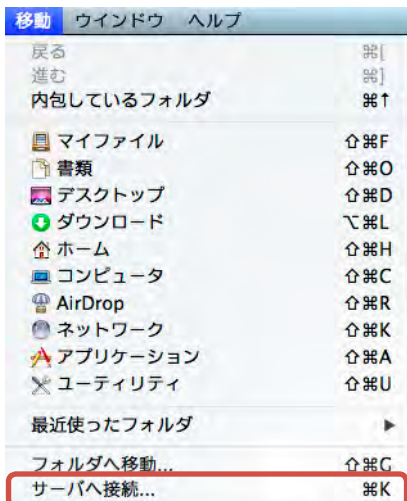 移動 ウインドウ ヘルプ
戻る ⌘[
進む ⌘]
内包しているフォルダ ⌘↑
マイファイル ⇧⌘F
書類 ⇧⌘O
デスクトップ ⇧⌘D
ダウンロード ⌥⌘L
ホーム ⇧⌘H
コンピュータ ⇧⌘C
AirDrop ⇧⌘R
ネットワーク ⇧⌘K
アプリケーション ⇧⌘A
ユーティリティ ⇧⌘U
最近使ったフォルダ ▶
フォルダへ移動... ⇧⌘G
サーバへ接続... ⌘K